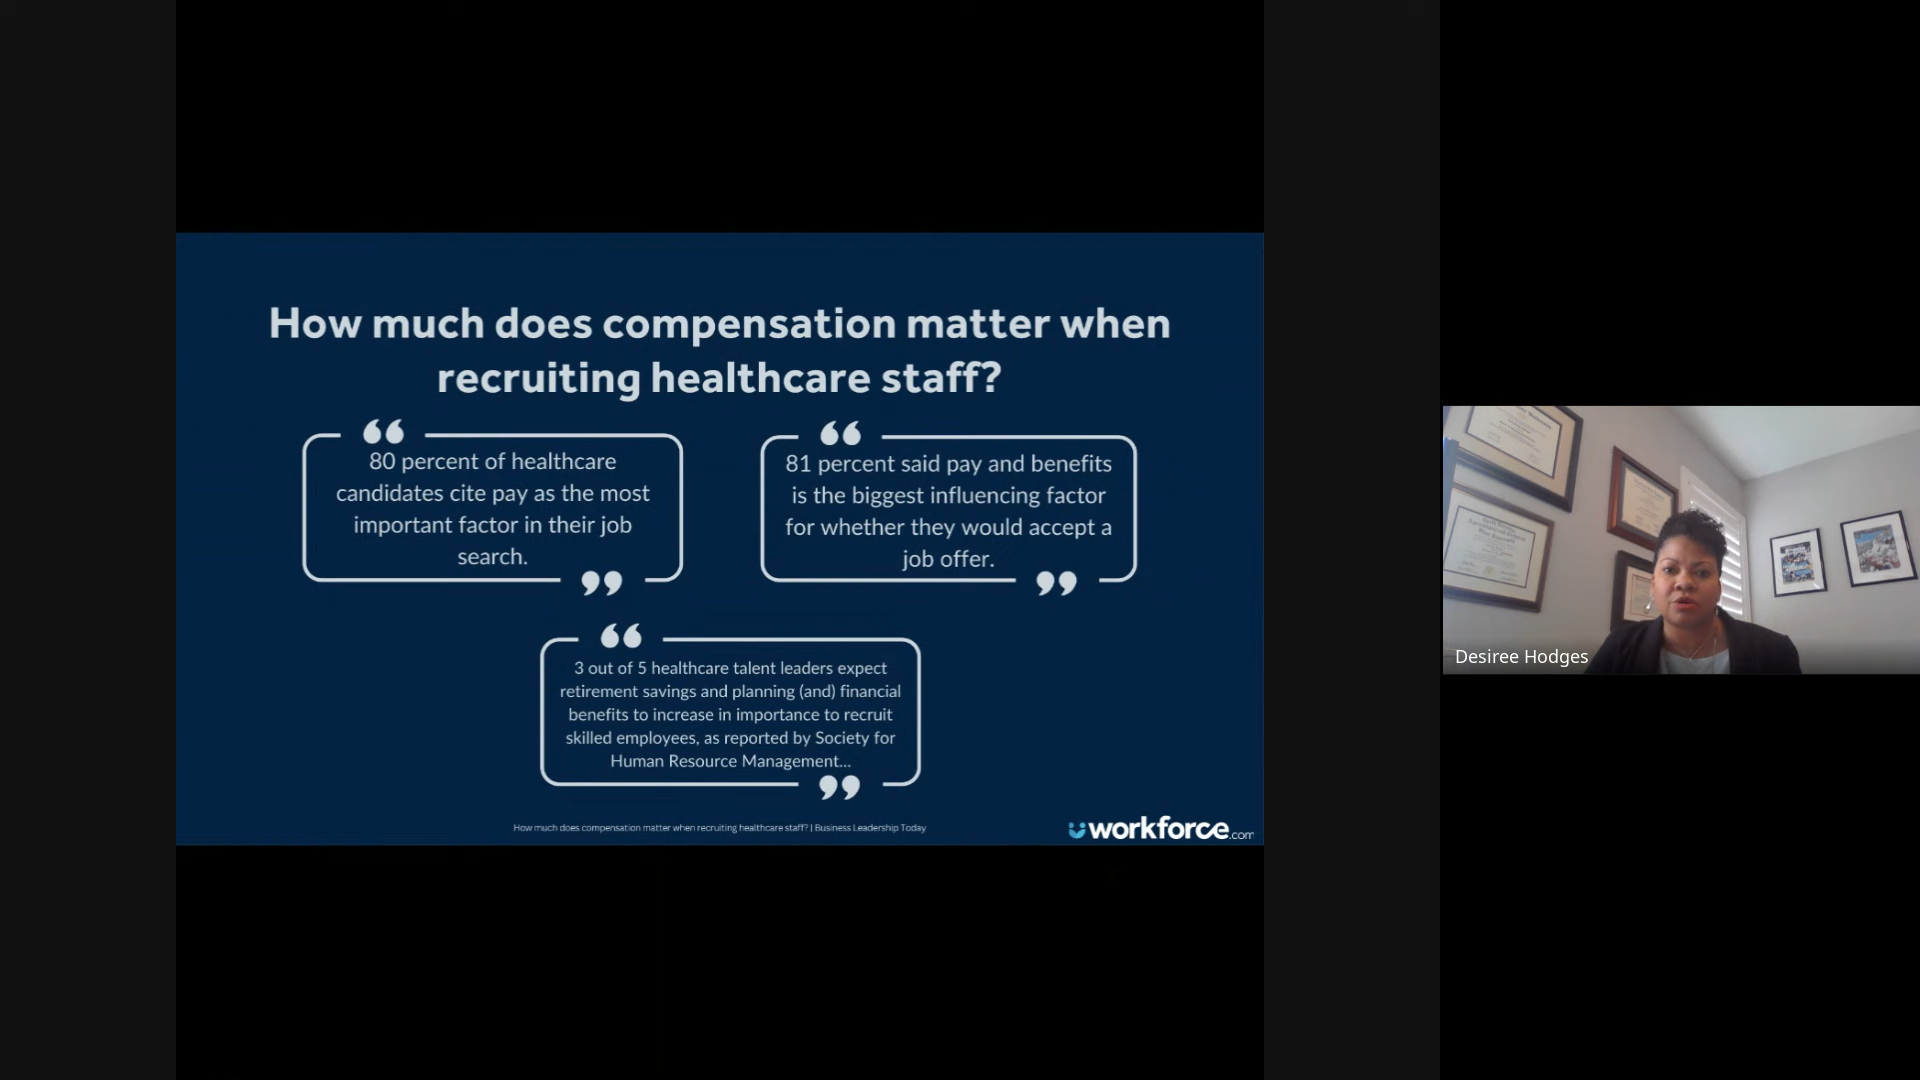 How much does compensation matter when
recruiting healthcare staff?
80 percent of healthcare
candidates cite pay as the most
important factor in their job
search.
81 percent said pay and benefits
is the biggest influencing factor
for whether they would accept a
job offer.
3 out of 5 healthcare talent leaders expect
retirement savings and planning (and) financial
benefits to increase in importance to recruit
skilled employees, as reported by Society for
Human Resource Management...
How much does compensation matter when recruiting healthcare staff? | Business Leadership Today
workforce.com
Desiree Hodges